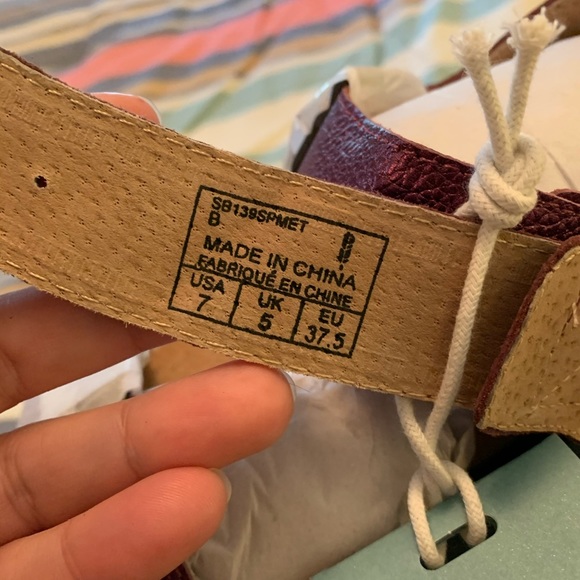 SB139SPMET
B
MADE IN CHINA
FABRIQUÉ EN CHINE
USA UK EU
7 5 37.5